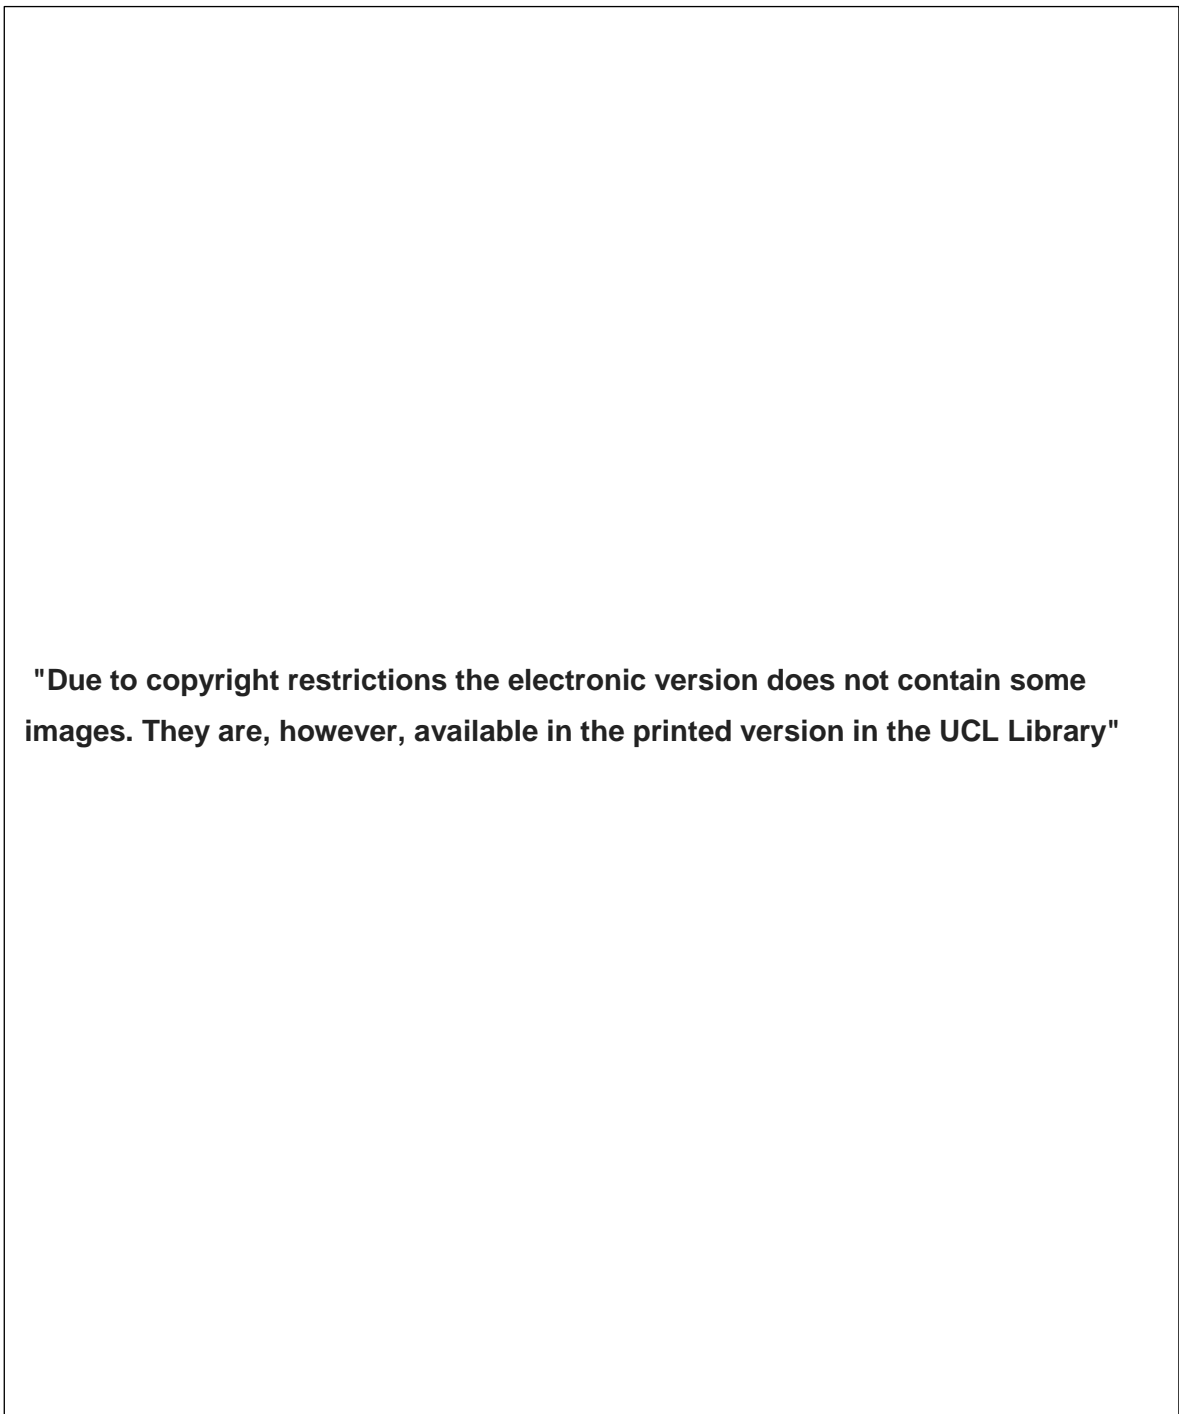 "Due to copyright restrictions the electronic version does not contain some
images. They are, however, available in the printed version in the UCL Library"